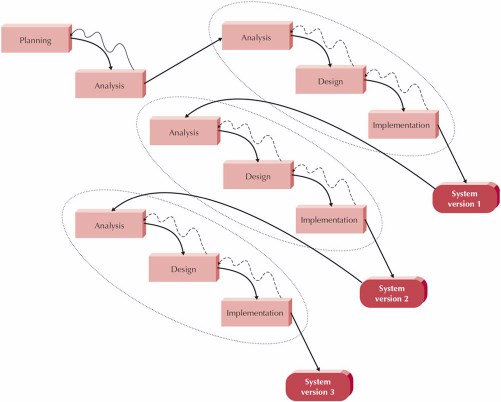 Planning
Analysis
Analysis
Design
Implementation
System
version 1
Analysis
Design
Implementation
System
version 2
Analysis
Design
Implementation
System
version 3